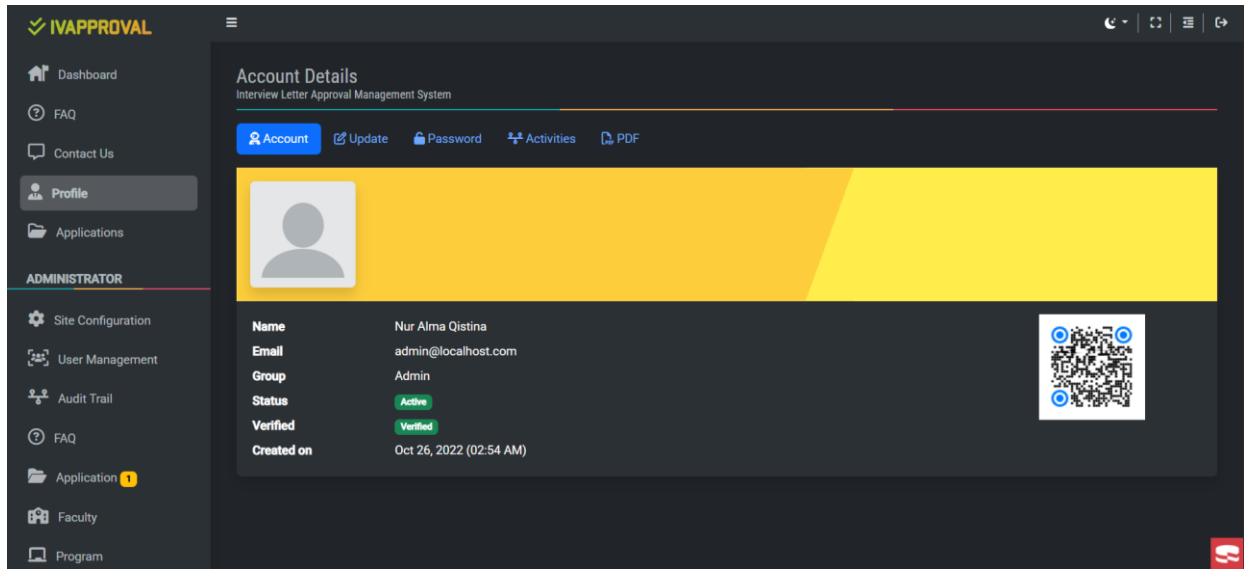 IVAPPROVAL
Dashboard
FAQ
Contact Us
Profile
Applications
ADMINISTRATOR
Site Configuration
User Management
Audit Trail
FAQ
Application 1
Faculty
Program
Account Details
Interview Letter Approval Management System
Account Update Password Activities PDF
Name Nur Alma Qistina
Email admin@localhost.com
Group Admin
Status Active
Verified Verified
Created on Oct 26, 2022 (02:54 AM)